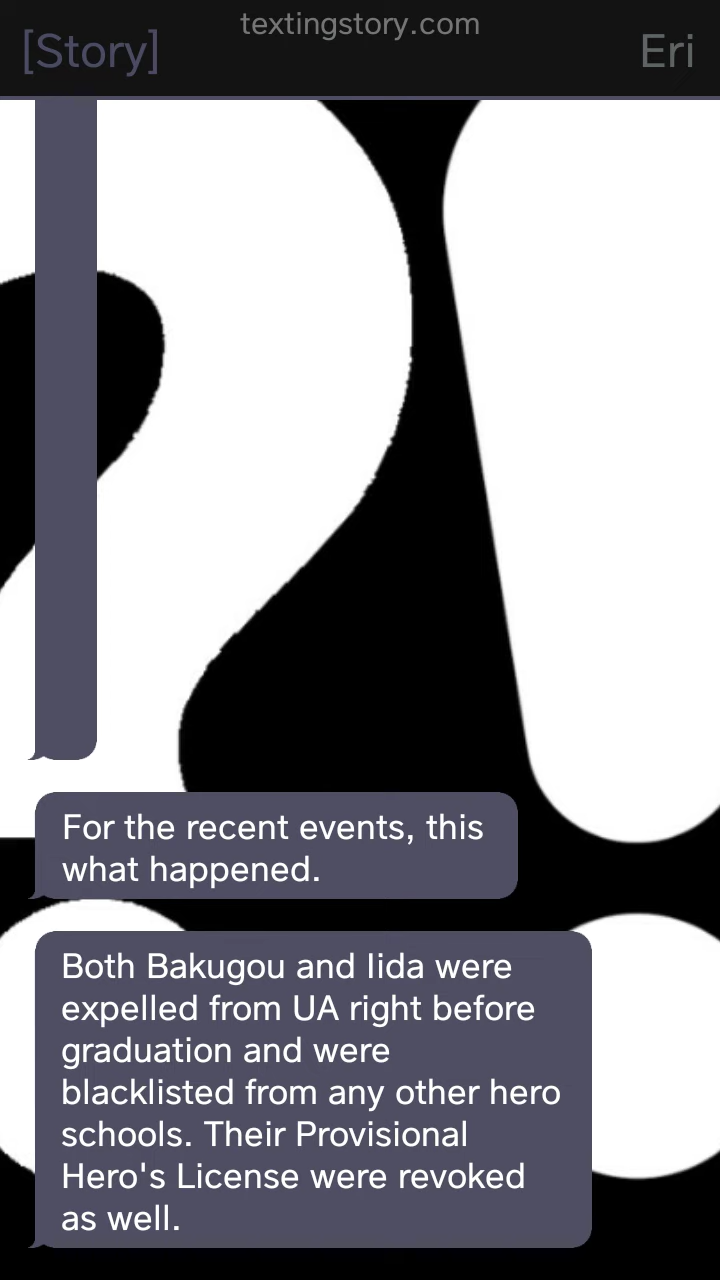 textingstory.com
[Story]
Eri
For the recent events, this
what happened.
Both Bakugou and Iida were
expelled from UA right before
graduation and were
blacklisted from any other hero
schools. Their Provisional
Hero's License were revoked
as well.